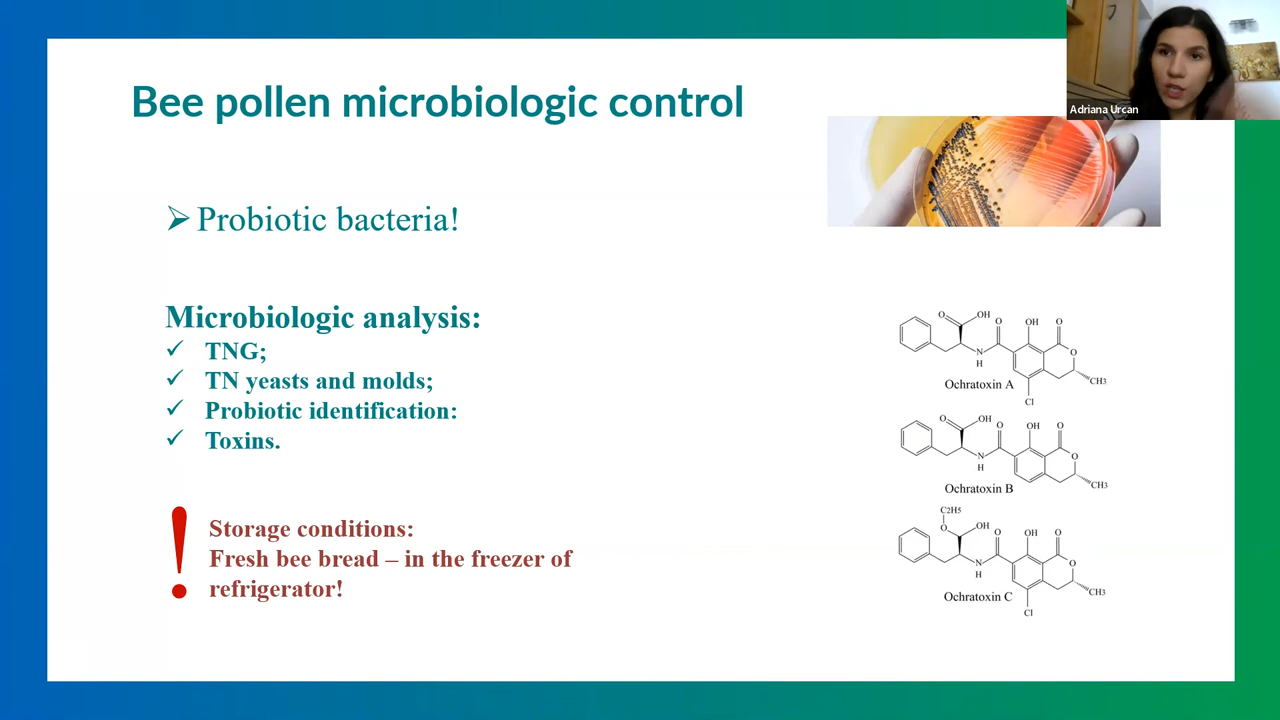 Bee pollen microbiologic control
Adriana Urcan
➢ Probiotic bacteria!
Microbiologic analysis:
✓ TNG;
✓ TN yeasts and molds;
✓ Probiotic identification:
✓ Toxins.
! Storage conditions:
Fresh bee bread – in the freezer of
refrigerator!
O OH O OH O
O
N
H
CH3
Ochratoxin A
Cl
O OH O OH O
O
N
H
CH3
Ochratoxin B
C2H5
O OH O OH O
O
N
H
CH3
Ochratoxin C
Cl